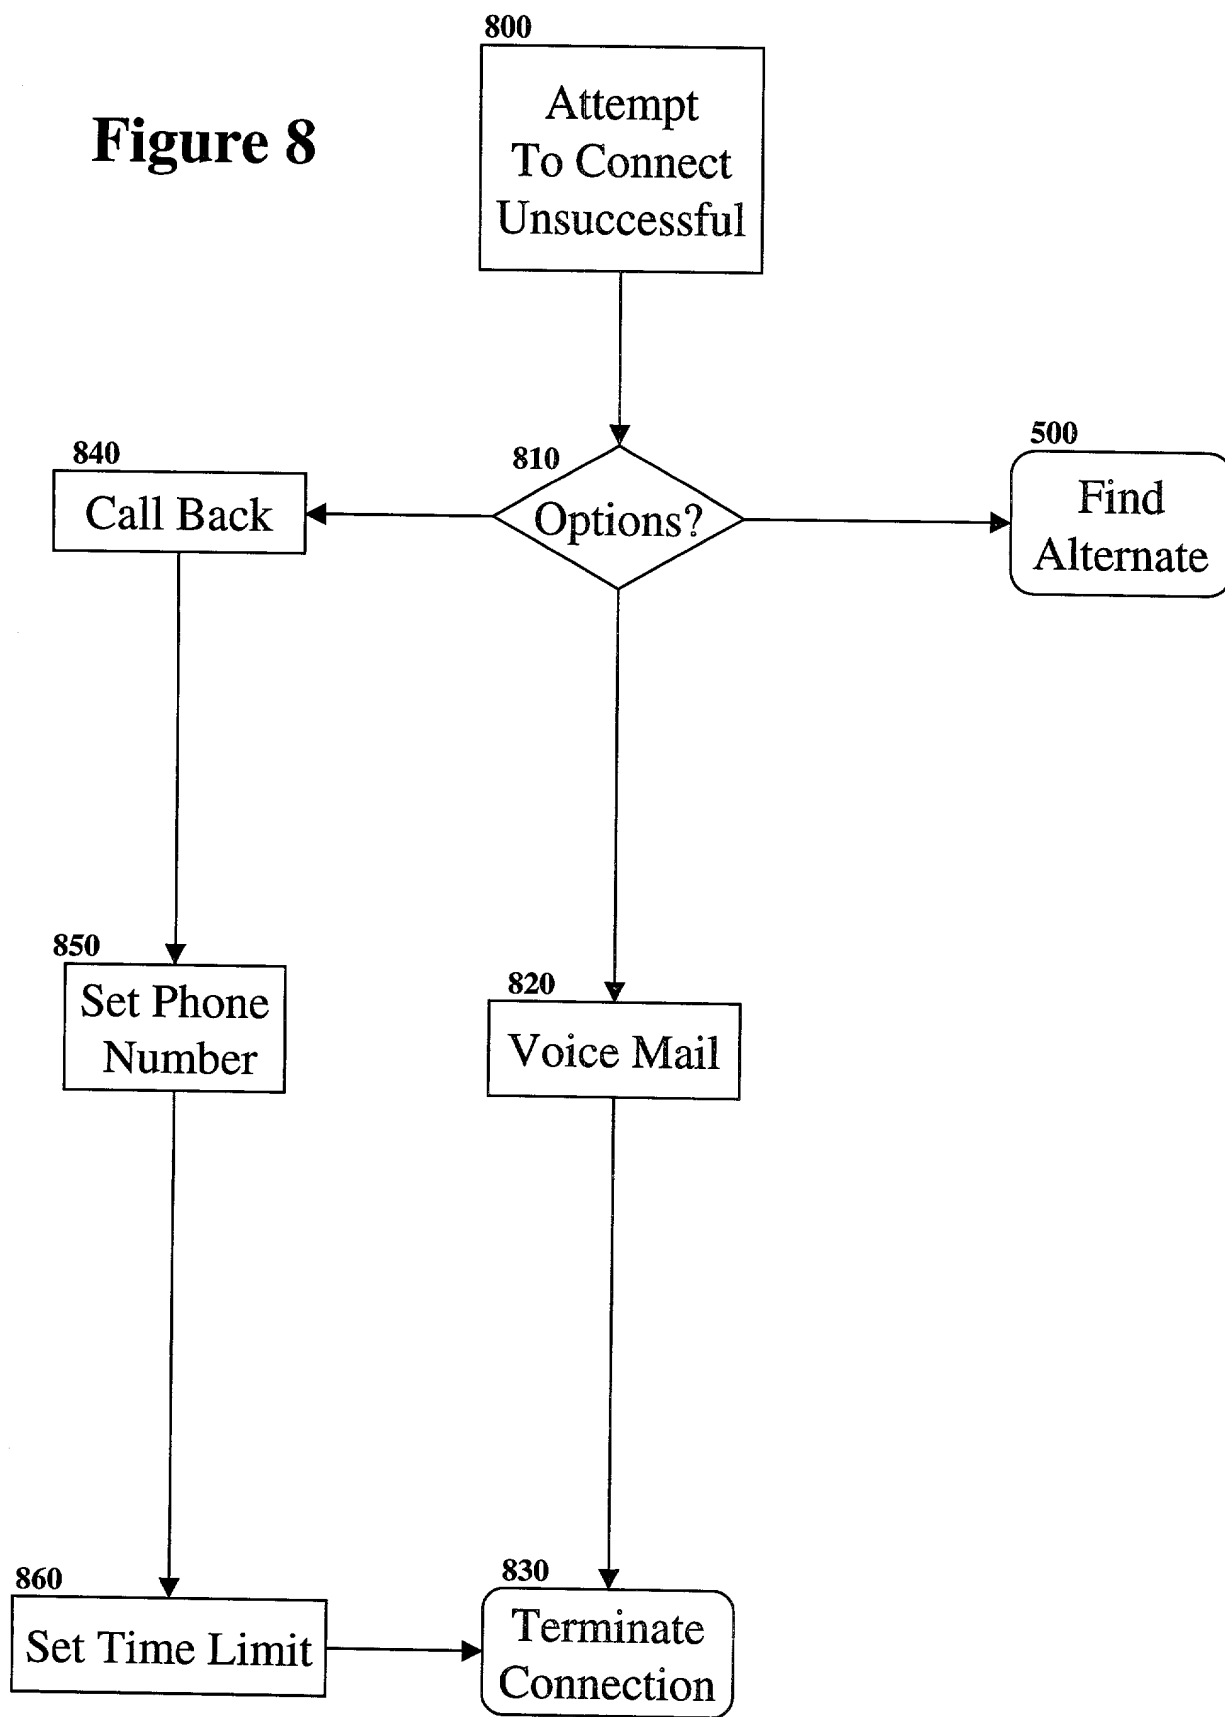 800
Attempt
To Connect
Unsuccessful
Figure 8
840
Call Back
810
Options?
500
Find
Alternate
850
Set Phone
Number
820
Voice Mail
860
Set Time Limit
830
Terminate
Connection